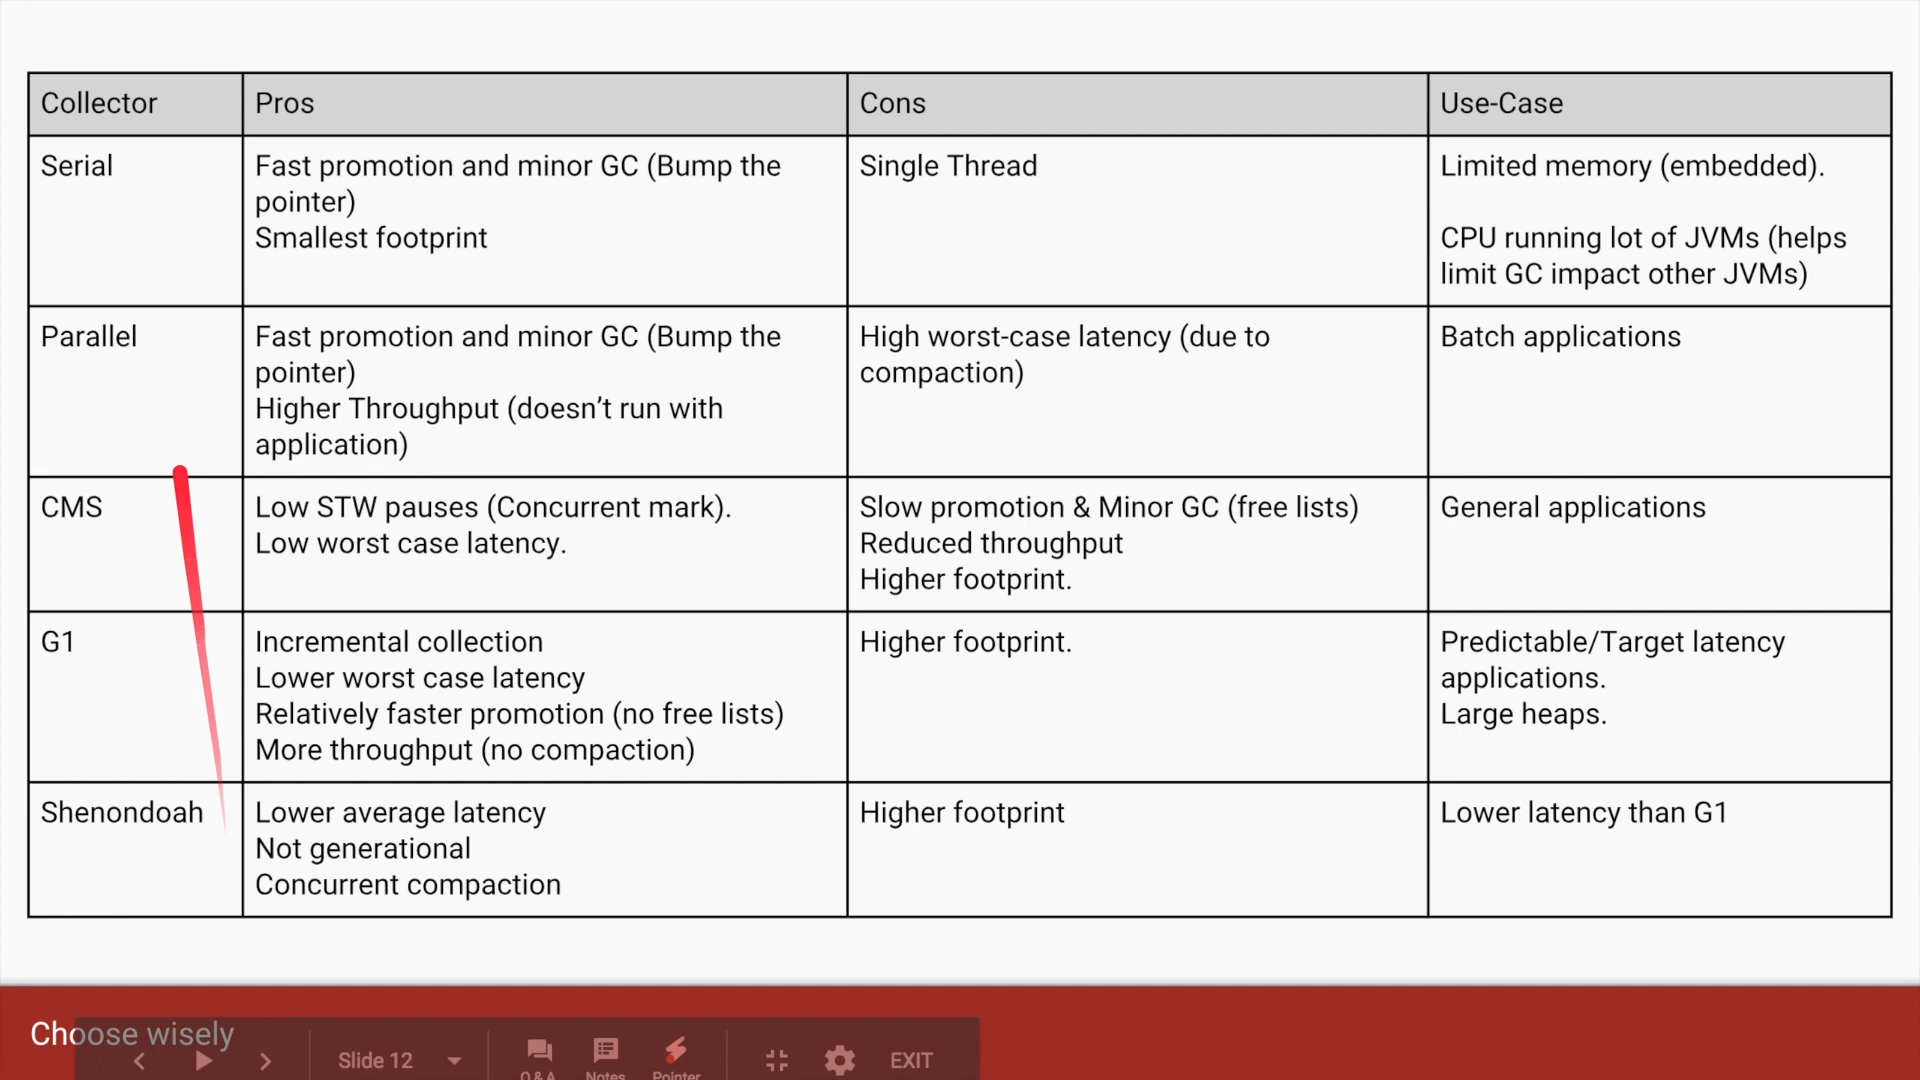 Collector
Pros
Cons
Use-Case
Serial
Fast promotion and minor GC (Bump the
pointer)
Smallest footprint
Single Thread
Limited memory (embedded).
CPU running lot of JVMs (helps
limit GC impact other JVMs)
Parallel
Fast promotion and minor GC (Bump the
pointer)
Higher Throughput (doesn’t run with
application)
High worst-case latency (due to
compaction)
Batch applications
CMS
Low STW pauses (Concurrent mark).
Low worst case latency.
Slow promotion & Minor GC (free lists)
Reduced throughput
Higher footprint.
General applications
G1
Incremental collection
Lower worst case latency
Relatively faster promotion (no free lists)
More throughput (no compaction)
Higher footprint.
Predictable/Target latency
applications.
Large heaps.
Shenondoah
Lower average latency
Not generational
Concurrent compaction
Higher footprint
Lower latency than G1
Choose wisely
Slide 12
Q & A
Notes
Pointer
EXIT